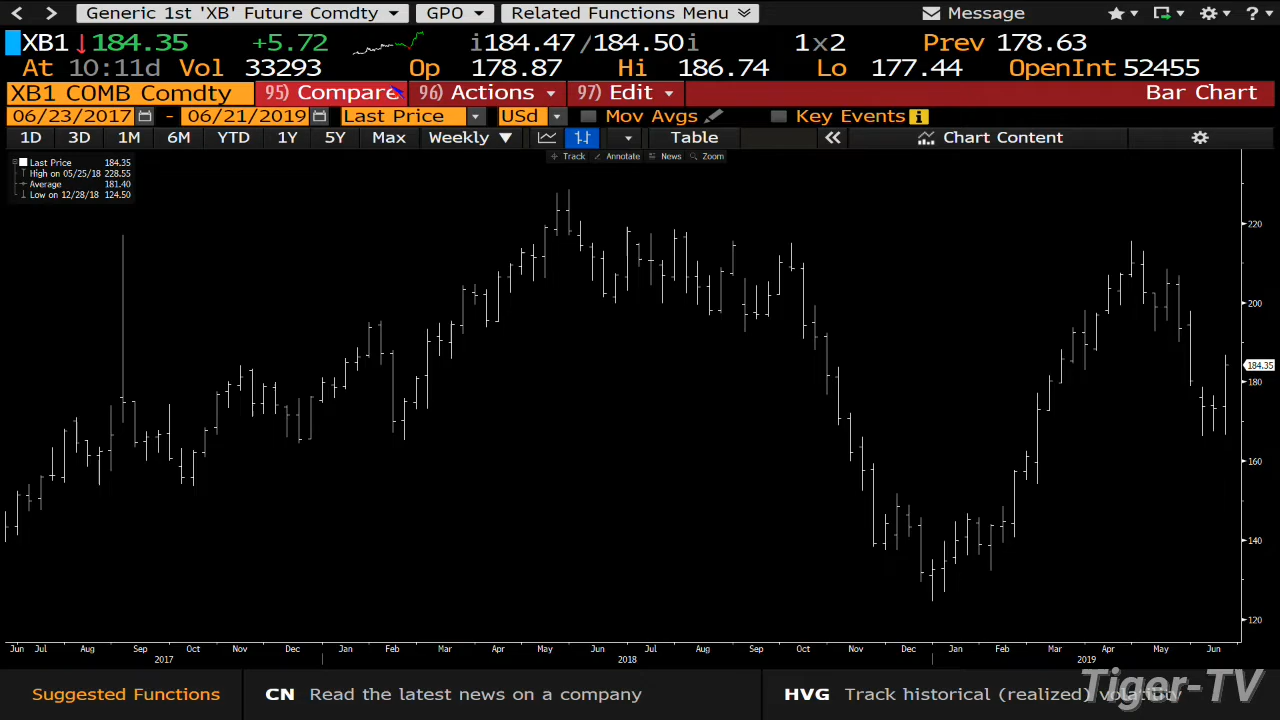 Generic 1st 'XB' Future Comdty GPO Related Functions Menu Message ?
XB1 184.35 +5.72 i184.47 /184.50i 1x2 Prev 178.63
At 10:11d Vol 33293 Op 178.87 Hi 186.74 Lo 177.44 OpenInt 52455
XB1 COMB Comdty 95) Compare 96) Actions 97) Edit Bar Chart
06/23/2017 - 06/21/2019 Last Price USd Mov Avgs Key Events
1D 3D 1M 6M YTD 1Y 5Y Max Weekly Table Chart Content
Track Annotate News Zoom
Last Price 184.35
High on 05/25/18 228.55
Average 181.40
Low on 12/28/18 124.50
220
200
184.35
180
160
140
120
Jun Jul Aug Sep Oct Nov Dec Jan Feb Mar Apr May Jun Jul Aug Sep Oct Nov Dec Jan Feb Mar Apr May Jun
2017 2018 2019
Suggested Functions CN Read the latest news on a company HVG Track historical (realized) volatility
Tiger-TV